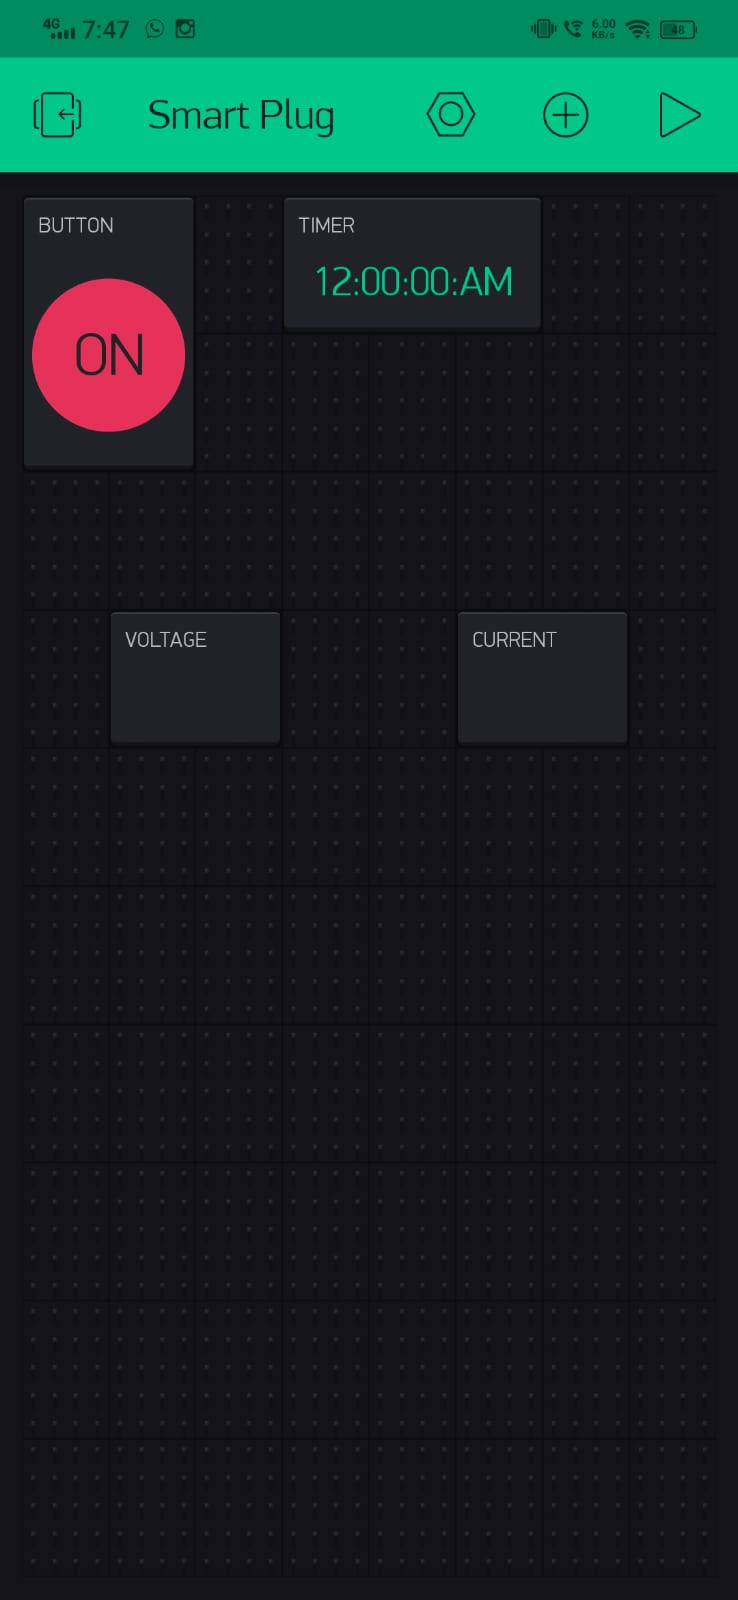 4G 7:47 6.00 KB/s 48
Smart Plug
BUTTON
ON
TIMER
12:00:00:AM
VOLTAGE
CURRENT